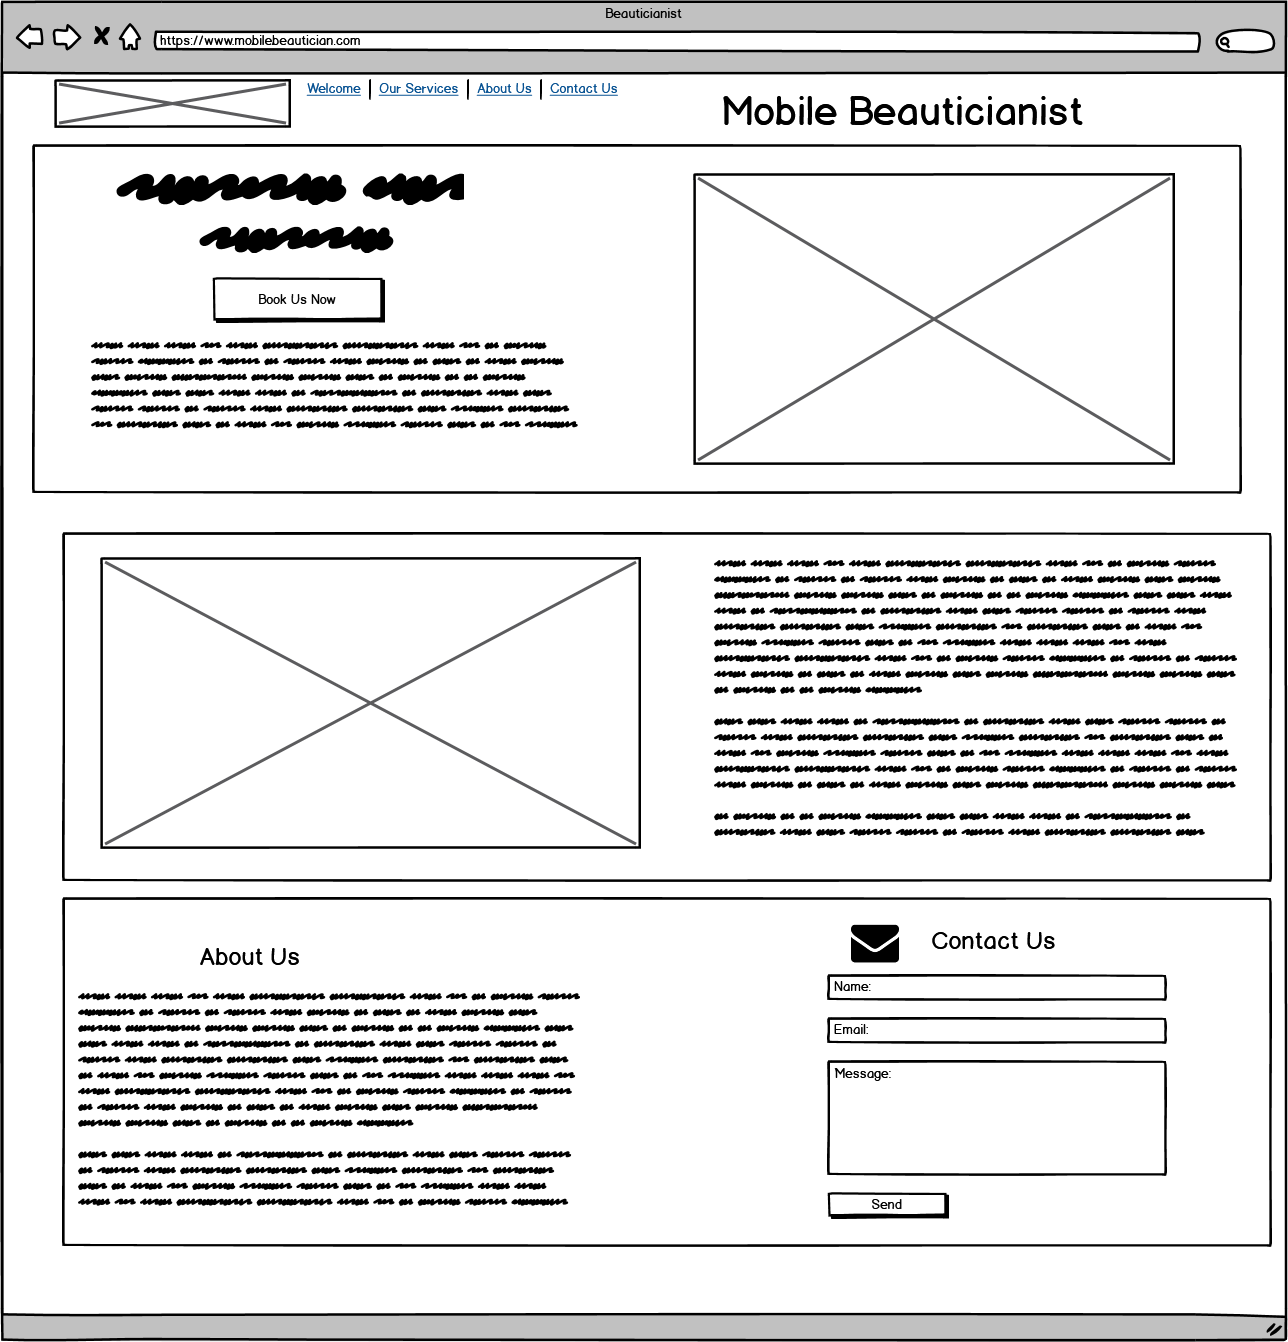 Beauticianist
https://www.mobilebeautician.com
Welcome | Our Services | About Us | Contact Us
Mobile Beauticianist
Book Us Now
About Us
Contact Us
Name:
Email:
Message:
Send